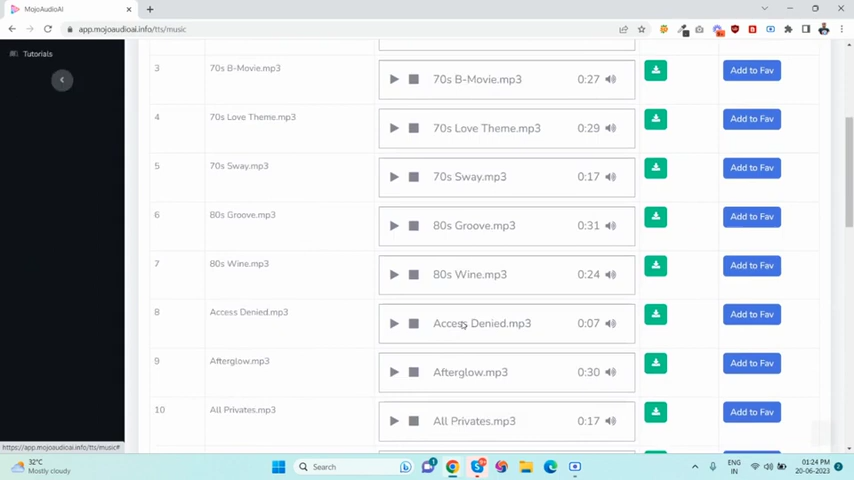 MojoAudioAI
app.mojoaudioai.info/tts/music
Tutorials
3 70s B-Movie.mp3 70s B-Movie.mp3 0:27 Add to Fav
4 70s Love Theme.mp3 70s Love Theme.mp3 0:29 Add to Fav
5 70s Sway.mp3 70s Sway.mp3 0:17 Add to Fav
6 80s Groove.mp3 80s Groove.mp3 0:31 Add to Fav
7 80s Wine.mp3 80s Wine.mp3 0:24 Add to Fav
8 Access Denied.mp3 Access Denied.mp3 0:07 Add to Fav
9 Afterglow.mp3 Afterglow.mp3 0:30 Add to Fav
10 All Privates.mp3 All Privates.mp3 0:17 Add to Fav
https://app.mojoaudioai.info/tts/music#
32°C
Mostly cloudy
Search
ENG
IN
01:24 PM
20-06-2023